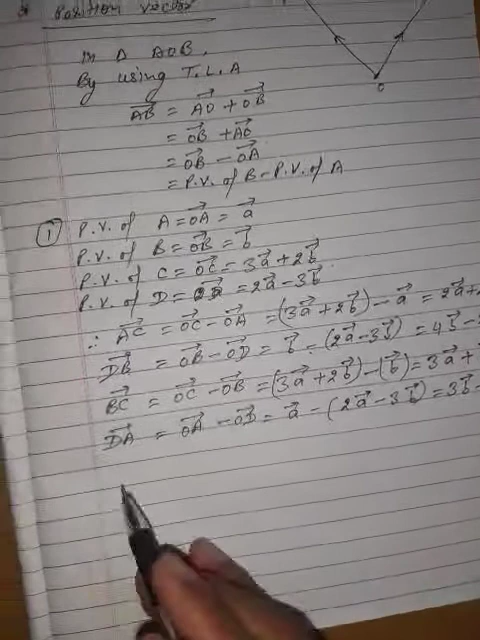 Position vector
In Δ AOB,
By using T.L.A
AB⃗ = AO⃗ + OB⃗
= OB⃗ + AO⃗
= OB⃗ - OA⃗
= P.V. of B - P.V. of A
O
① P.V. of A = OA⃗ = a⃗
P.V. of B = OB⃗ = b⃗
P.V. of C = OC⃗ = 3a⃗ + 2b⃗
P.V. of D = OD⃗ = 2a⃗ - 3b⃗
∴ AC⃗ = OC⃗ - OA⃗ = (3a⃗ + 2b⃗) - a⃗ = 2a⃗ +
DB⃗ = OB⃗ - OD⃗ = b⃗ - (2a⃗ - 3b⃗) = 4b⃗ -
BC⃗ = OC⃗ - OB⃗ = (3a⃗ + 2b⃗) - (b⃗) = 3a⃗ +
DA⃗ = OA⃗ - OD⃗ = a⃗ - (2a⃗ - 3b⃗) = 3b⃗ -